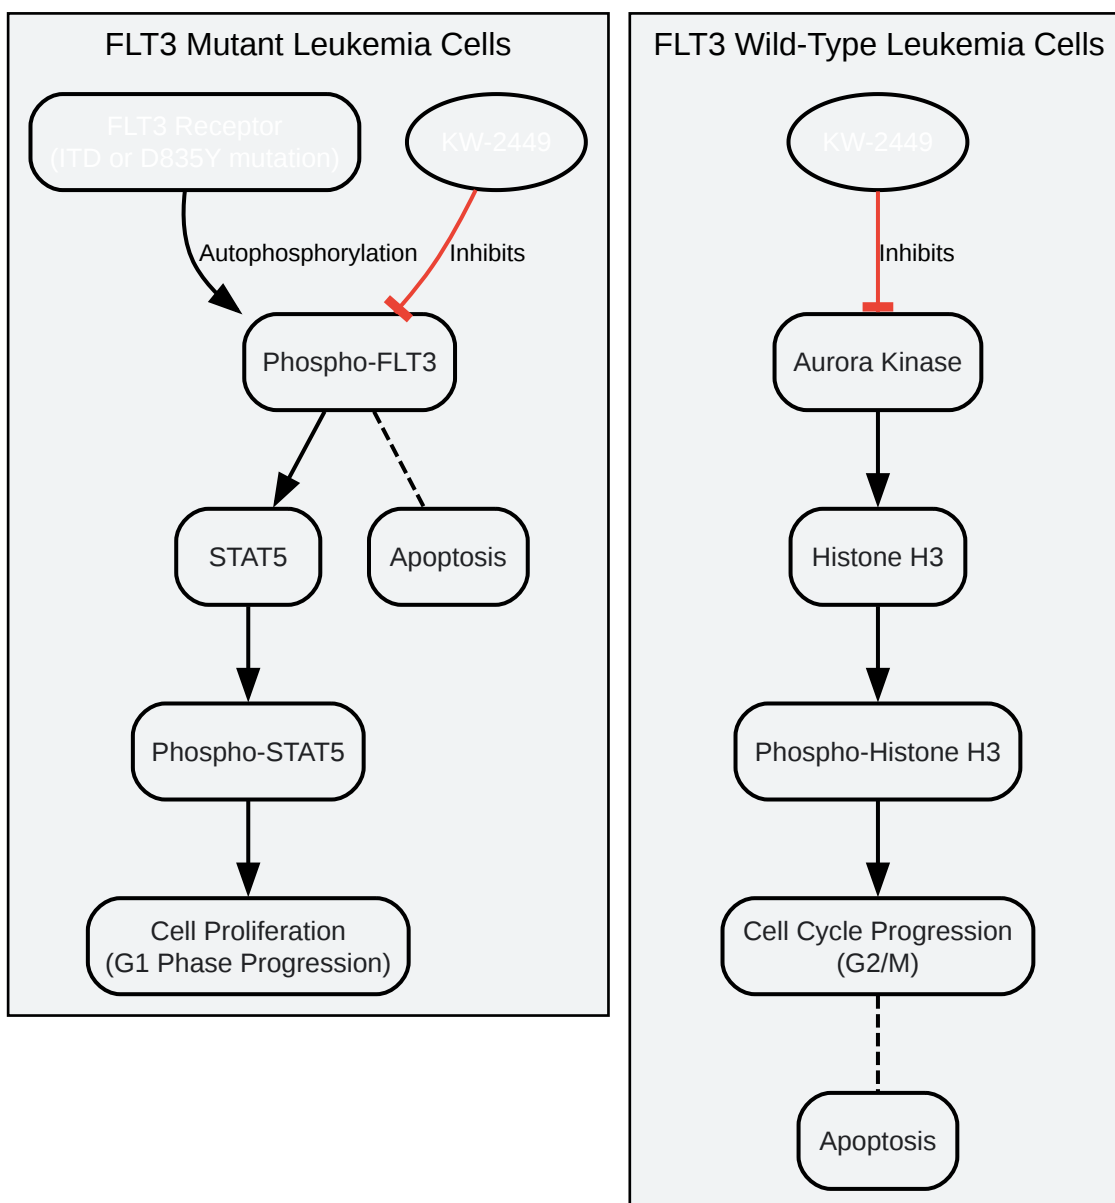 FLT3 Mutant Leukemia Cells
FLT3 Receptor
(ITD or D835Y mutation)
KW-2449
Autophosphorylation
Inhibits
Phospho-FLT3
STAT5
Apoptosis
Phospho-STAT5
Cell Proliferation
(G1 Phase Progression)
FLT3 Wild-Type Leukemia Cells
KW-2449
Inhibits
Aurora Kinase
Histone H3
Phospho-Histone H3
Cell Cycle Progression
(G2/M)
Apoptosis